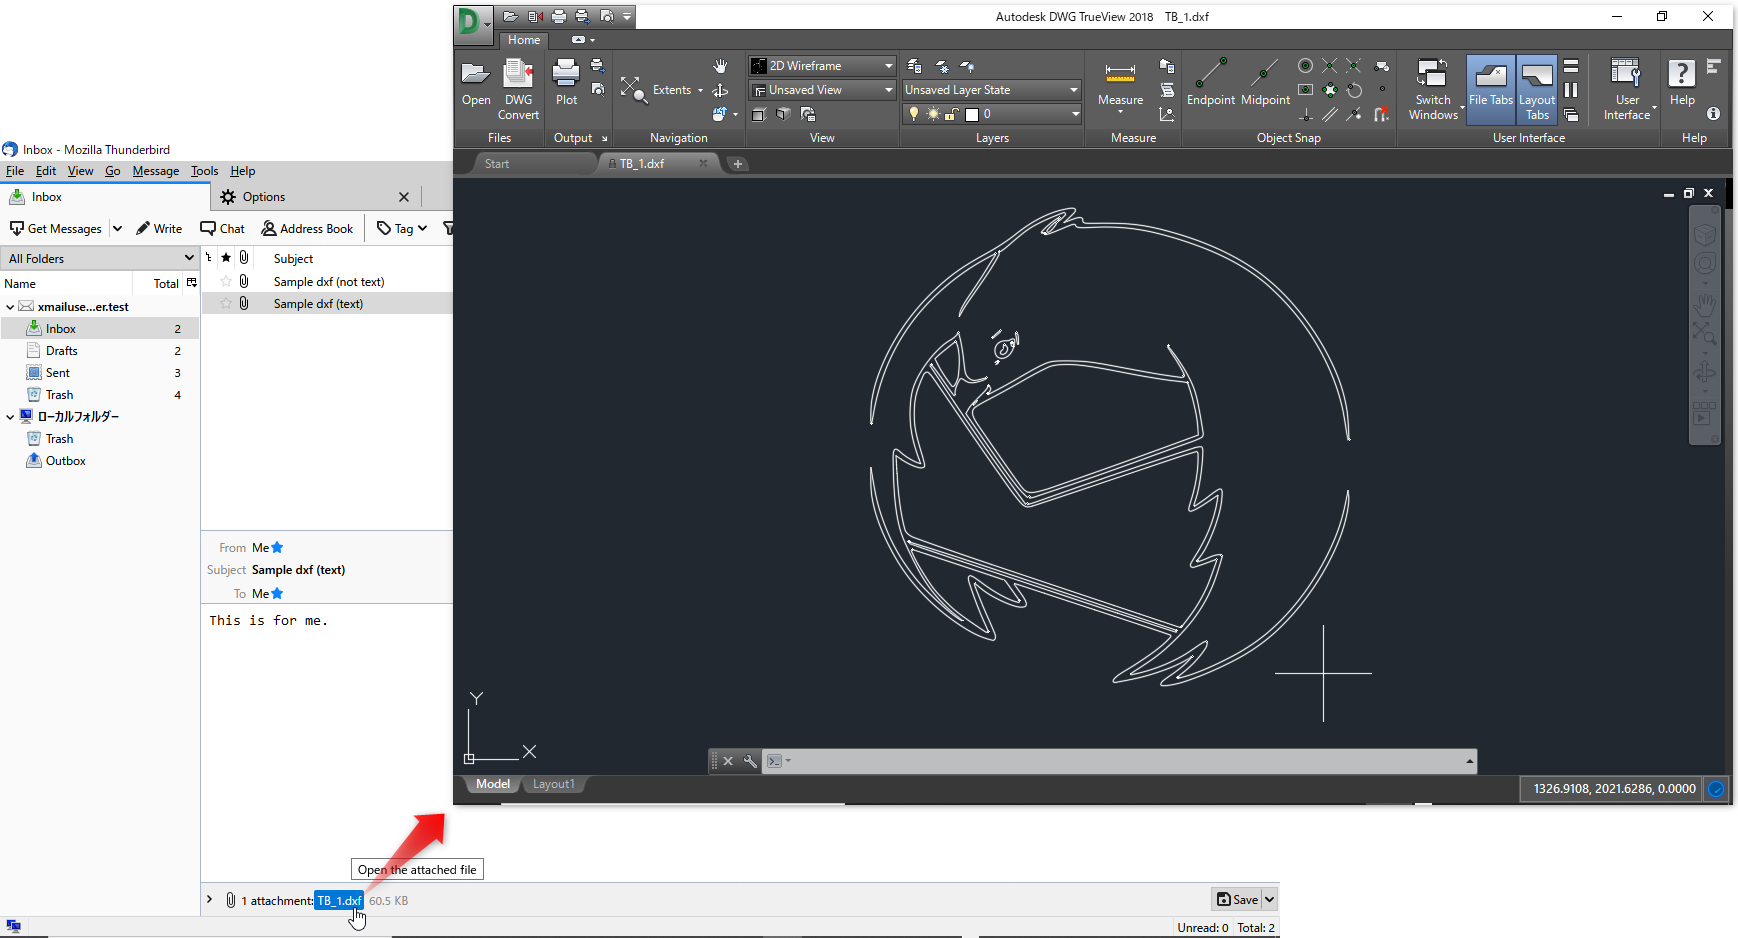 Autodesk DWG TrueView 2018 TB_1.dxf
D
Home
Open
DWG Convert
Files
Plot
Output
Extents
Navigation
2D Wireframe
Unsaved View
View
Unsaved Layer State
0
Layers
Measure
Measure
Endpoint
Midpoint
Object Snap
Switch Windows
File Tabs
Layout Tabs
User Interface
User Interface
Help
Help
Start
TB_1.dxf
Y
X
Model
Layout1
1326.9108, 2021.6286, 0.0000
Inbox - Mozilla Thunderbird
File Edit View Go Message Tools Help
Inbox
Options
Get Messages
Write
Chat
Address Book
Tag
All Folders
Name Total
xmailuse...er.test
Inbox 2
Drafts 2
Sent 3
Trash 4
ローカルフォルダー
Trash
Outbox
Subject
Sample dxf (not text)
Sample dxf (text)
From Me
Subject Sample dxf (text)
To Me
This is for me.
Open the attached file
1 attachment: TB_1.dxf 60.5 KB
Save
Unread: 0 Total: 2